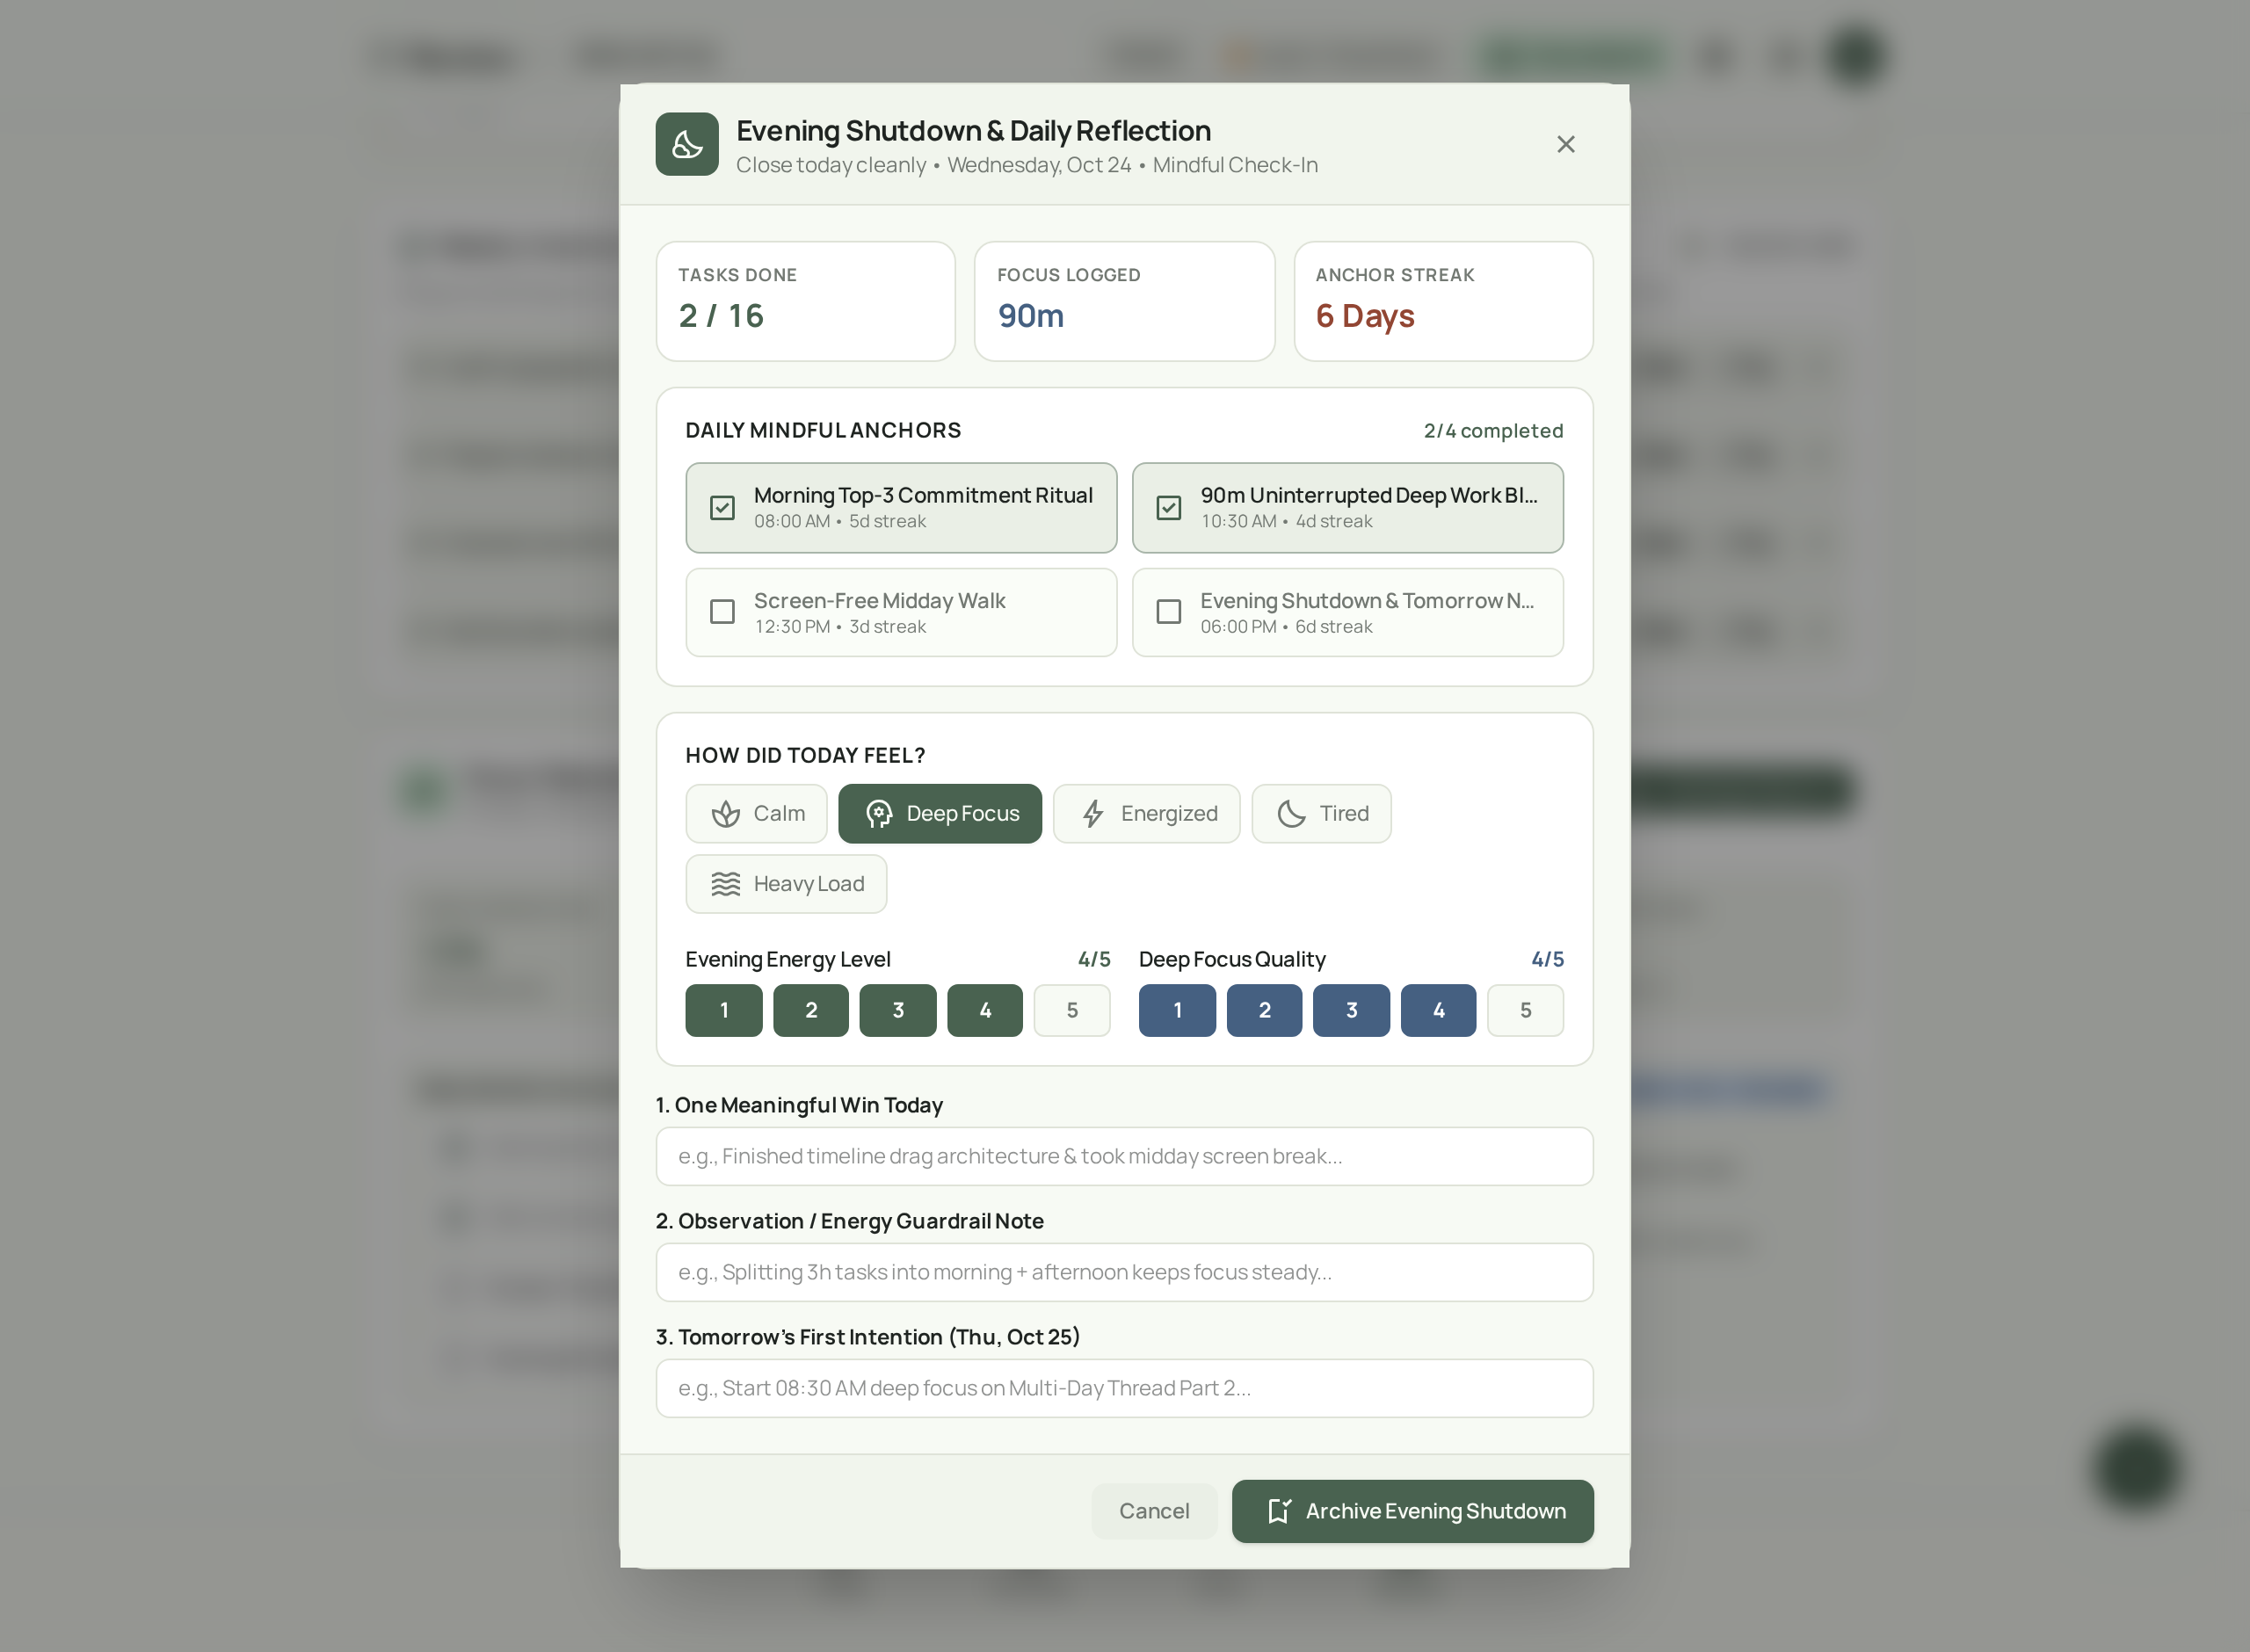 Evening Shutdown & Daily Reflection
Close today cleanly • Wednesday, Oct 24 • Mindful Check-In
TASKS DONE
2 / 16
FOCUS LOGGED
90m
ANCHOR STREAK
6 Days
DAILY MINDFUL ANCHORS
2/4 completed
Morning Top-3 Commitment Ritual
08:00 AM • 5d streak
90m Uninterrupted Deep Work Bl...
10:30 AM • 4d streak
Screen-Free Midday Walk
12:30 PM • 3d streak
Evening Shutdown & Tomorrow N...
06:00 PM • 6d streak
HOW DID TODAY FEEL?
Calm
Deep Focus
Energized
Tired
Heavy Load
Evening Energy Level
4/5
1 2 3 4 5
Deep Focus Quality
4/5
1 2 3 4 5
1. One Meaningful Win Today
e.g., Finished timeline drag architecture & took midday screen break...
2. Observation / Energy Guardrail Note
e.g., Splitting 3h tasks into morning + afternoon keeps focus steady...
3. Tomorrow's First Intention (Thu, Oct 25)
e.g., Start 08:30 AM deep focus on Multi-Day Thread Part 2...
Cancel
Archive Evening Shutdown